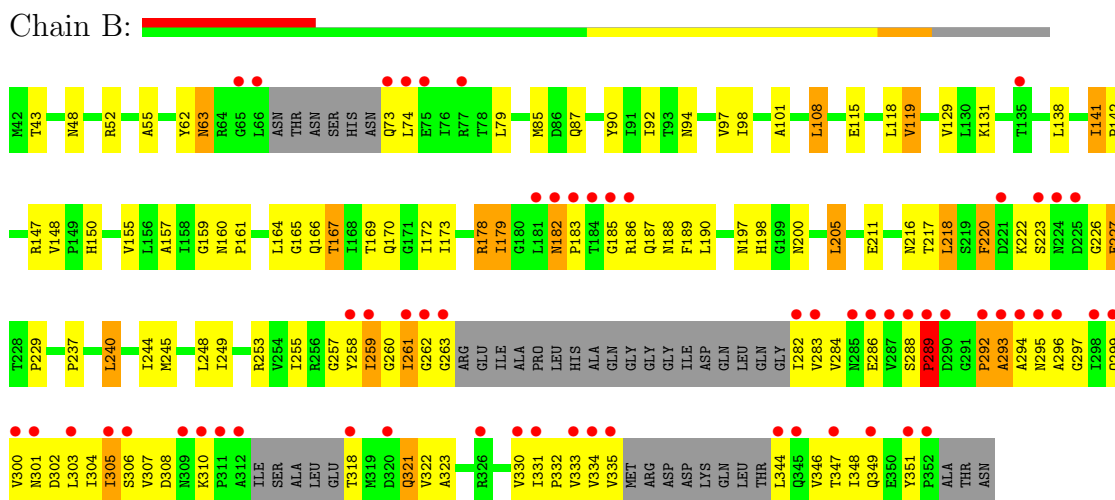 Chain B:
M42 T43 N48 R52 A55 Y62 N63 R64 G65 L66 ASN THR ASN SER HIS ASN Q73 L74 E75 I76 R77 T78 L79 M85 D86 Q87 Y90 I91 I92 T93 N94 V97 I98 A101 L108 E115 L118 V119 V129 L130 K131 T135 L138 I141
R147 V148 P149 H150 V155 L156 A157 I158 G159 N160 P161 L164 G165 Q166 T167 I168 T169 Q170 G171 I172 I173 R178 I179 G180 L181 N182 P183 T184 G185 R186 Q187 N188 F189 L190 N197 H198 G199 N200 L205 E211 N216 T217 L218 S219 F220 D221 K222 S223 N224 D225 G226
T228 P229 P237 L240 I244 M245 L248 I249 R253 V254 I255 R256 G257 Y258 I259 G260 I261 G262 G263 ARG GLU ILE ALA PRO LEU HIS ALA GLN GLY GLY GLY ILE ASP GLN LEU GLN GLY I282 V283 V284 N285 E286 V287 S288 P289 D290 G291 P292 A293 A294 N295 A296 G297 I298
V300 N301 D302 L303 I304 I305 S306 V307 D308 N309 K310 P311 A312 ILE SER ALA LEU GLU T318 M319 D320 Q321 V322 A323 R326 V330 I331 P332 V333 V334 V335 MET ARG ASP ASP LYS GLN LEU THR L344 Q345 V346 T347 I348 Q349 E350 Y351 P352 ALA THR ASN